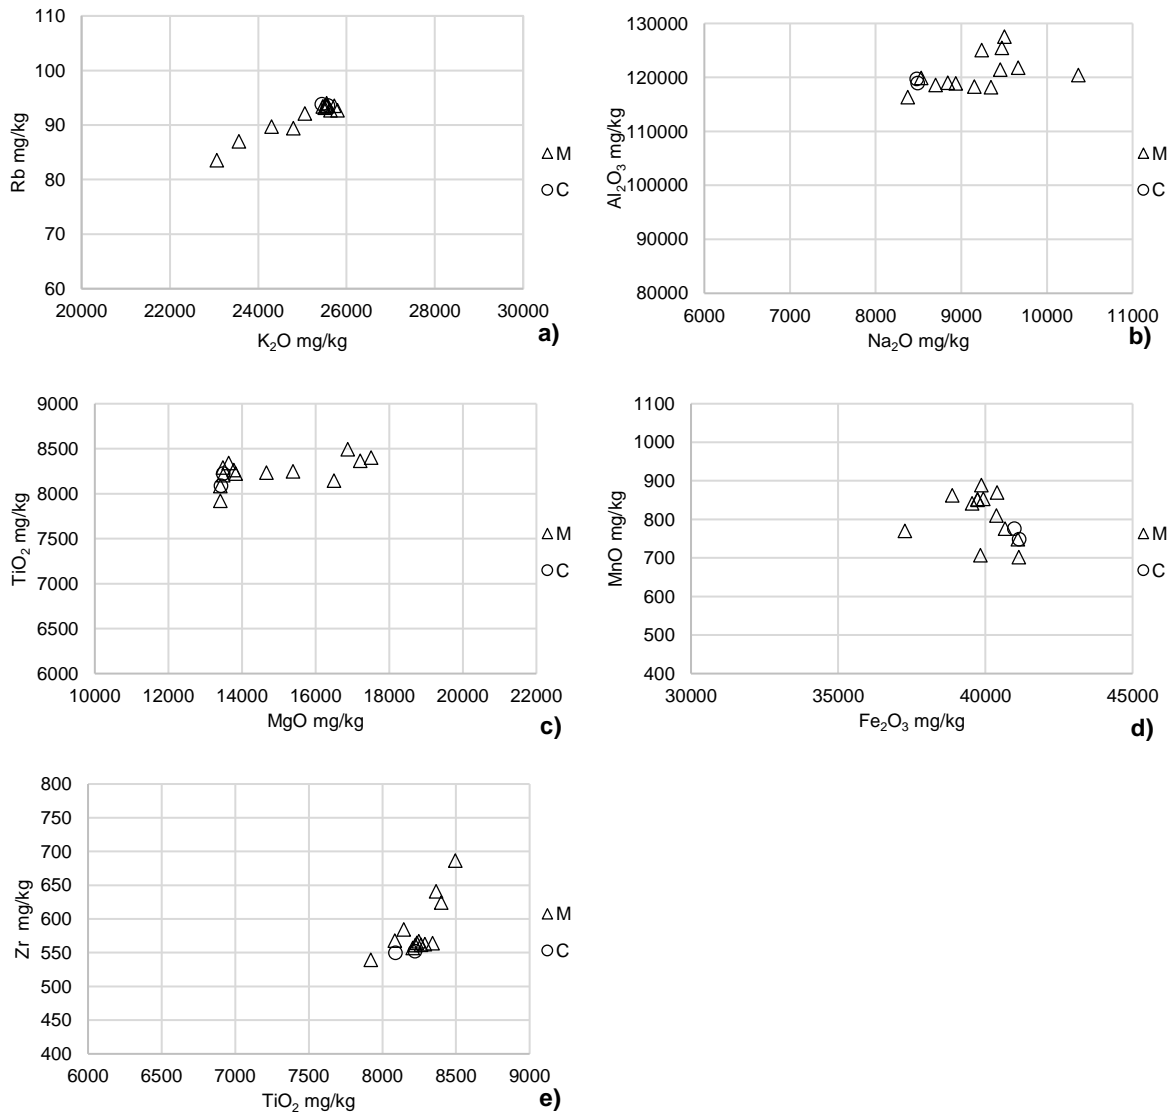 110
100
90
80
70
60
Rb mg/kg
20000 22000 24000 26000 28000 30000
K₂O mg/kg
M
C
a)
130000
120000
110000
100000
90000
80000
Al₂O₃ mg/kg
6000 7000 8000 9000 10000 11000
Na₂O mg/kg
M
C
b)
9000
8500
8000
7500
7000
6500
6000
TiO₂ mg/kg
10000 12000 14000 16000 18000 20000 22000
MgO mg/kg
M
C
c)
1100
1000
900
800
700
600
500
400
MnO mg/kg
30000 35000 40000 45000
Fe₂O₃ mg/kg
M
C
d)
800
750
700
650
600
550
500
450
400
Zr mg/kg
6000 6500 7000 7500 8000 8500 9000
TiO₂ mg/kg
M
C
e)